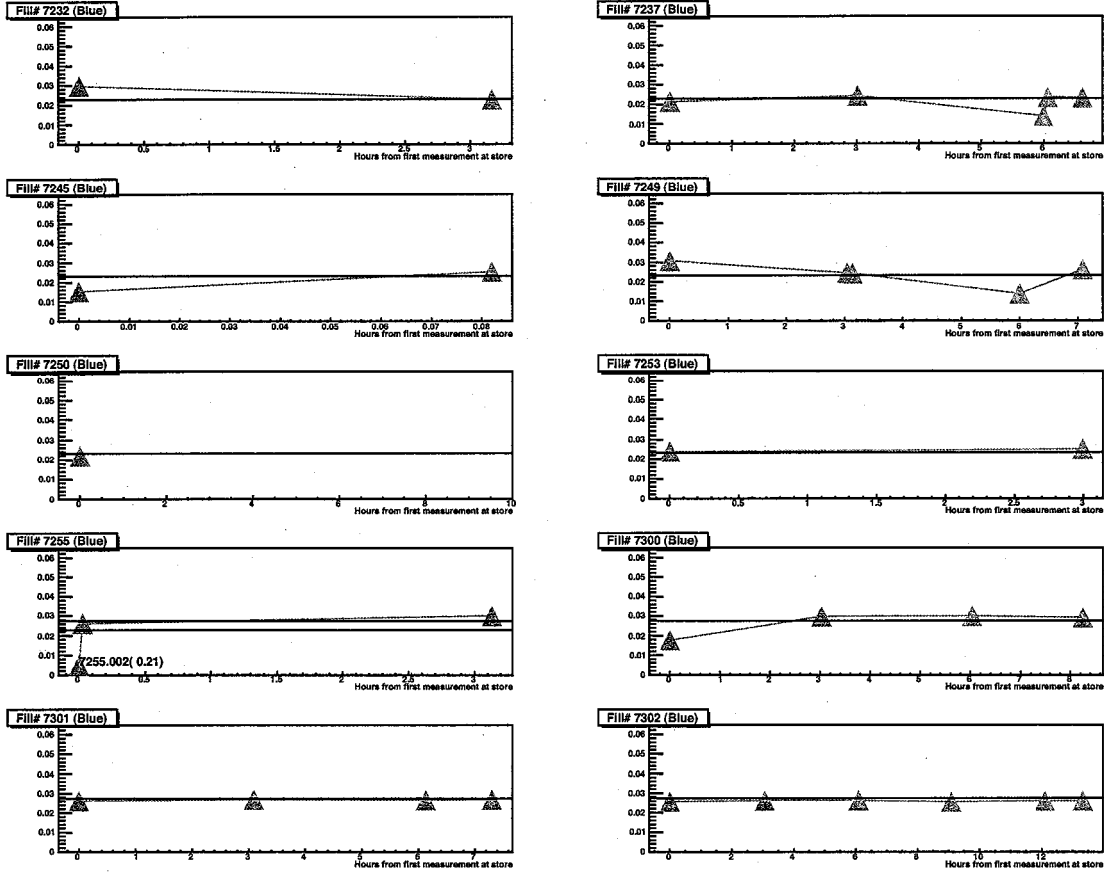 Fill# 7232 (Blue)
0.06
0.05
0.04
0.03
0.02
0.01
0
0 0.5 1 1.5 2 2.5 3
Hours from first measurement at store
Fill# 7237 (Blue)
0.06
0.05
0.04
0.03
0.02
0.01
0
0 1 2 3 4 5 6
Hours from first measurement at store
Fill# 7245 (Blue)
0.06
0.05
0.04
0.03
0.02
0.01
0
0 0.01 0.02 0.03 0.04 0.05 0.06 0.07 0.08
Hours from first measurement at store
Fill# 7249 (Blue)
0.06
0.05
0.04
0.03
0.02
0.01
0
0 1 2 3 4 5 6 7
Hours from first measurement at store
Fill# 7250 (Blue)
0.06
0.05
0.04
0.03
0.02
0.01
0
0 2 4 6 8 10
Hours from first measurement at store
Fill# 7253 (Blue)
0.06
0.05
0.04
0.03
0.02
0.01
0
0 0.5 1 1.5 2 2.5 3
Hours from first measurement at store
Fill# 7255 (Blue)
0.06
0.05
0.04
0.03
0.02
0.01
0
7255.002( 0.21)
0 0.5 1 1.5 2 2.5 3
Hours from first measurement at store
Fill# 7300 (Blue)
0.06
0.05
0.04
0.03
0.02
0.01
0
0 1 2 3 4 5 6 7 8
Hours from first measurement at store
Fill# 7301 (Blue)
0.06
0.05
0.04
0.03
0.02
0.01
0
0 1 2 3 4 5 6 7
Hours from first measurement at store
Fill# 7302 (Blue)
0.06
0.05
0.04
0.03
0.02
0.01
0
0 2 4 6 8 10 12
Hours from first measurement at store